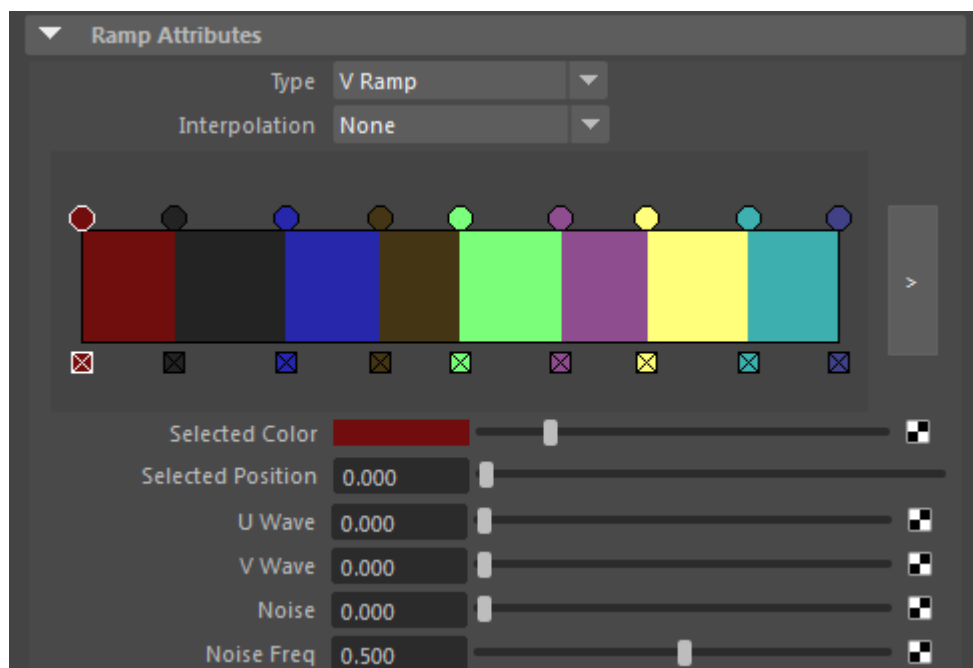 Ramp Attributes
Type V Ramp
Interpolation None
>
Selected Color
Selected Position 0.000
U Wave 0.000
V Wave 0.000
Noise 0.000
Noise Freq 0.500